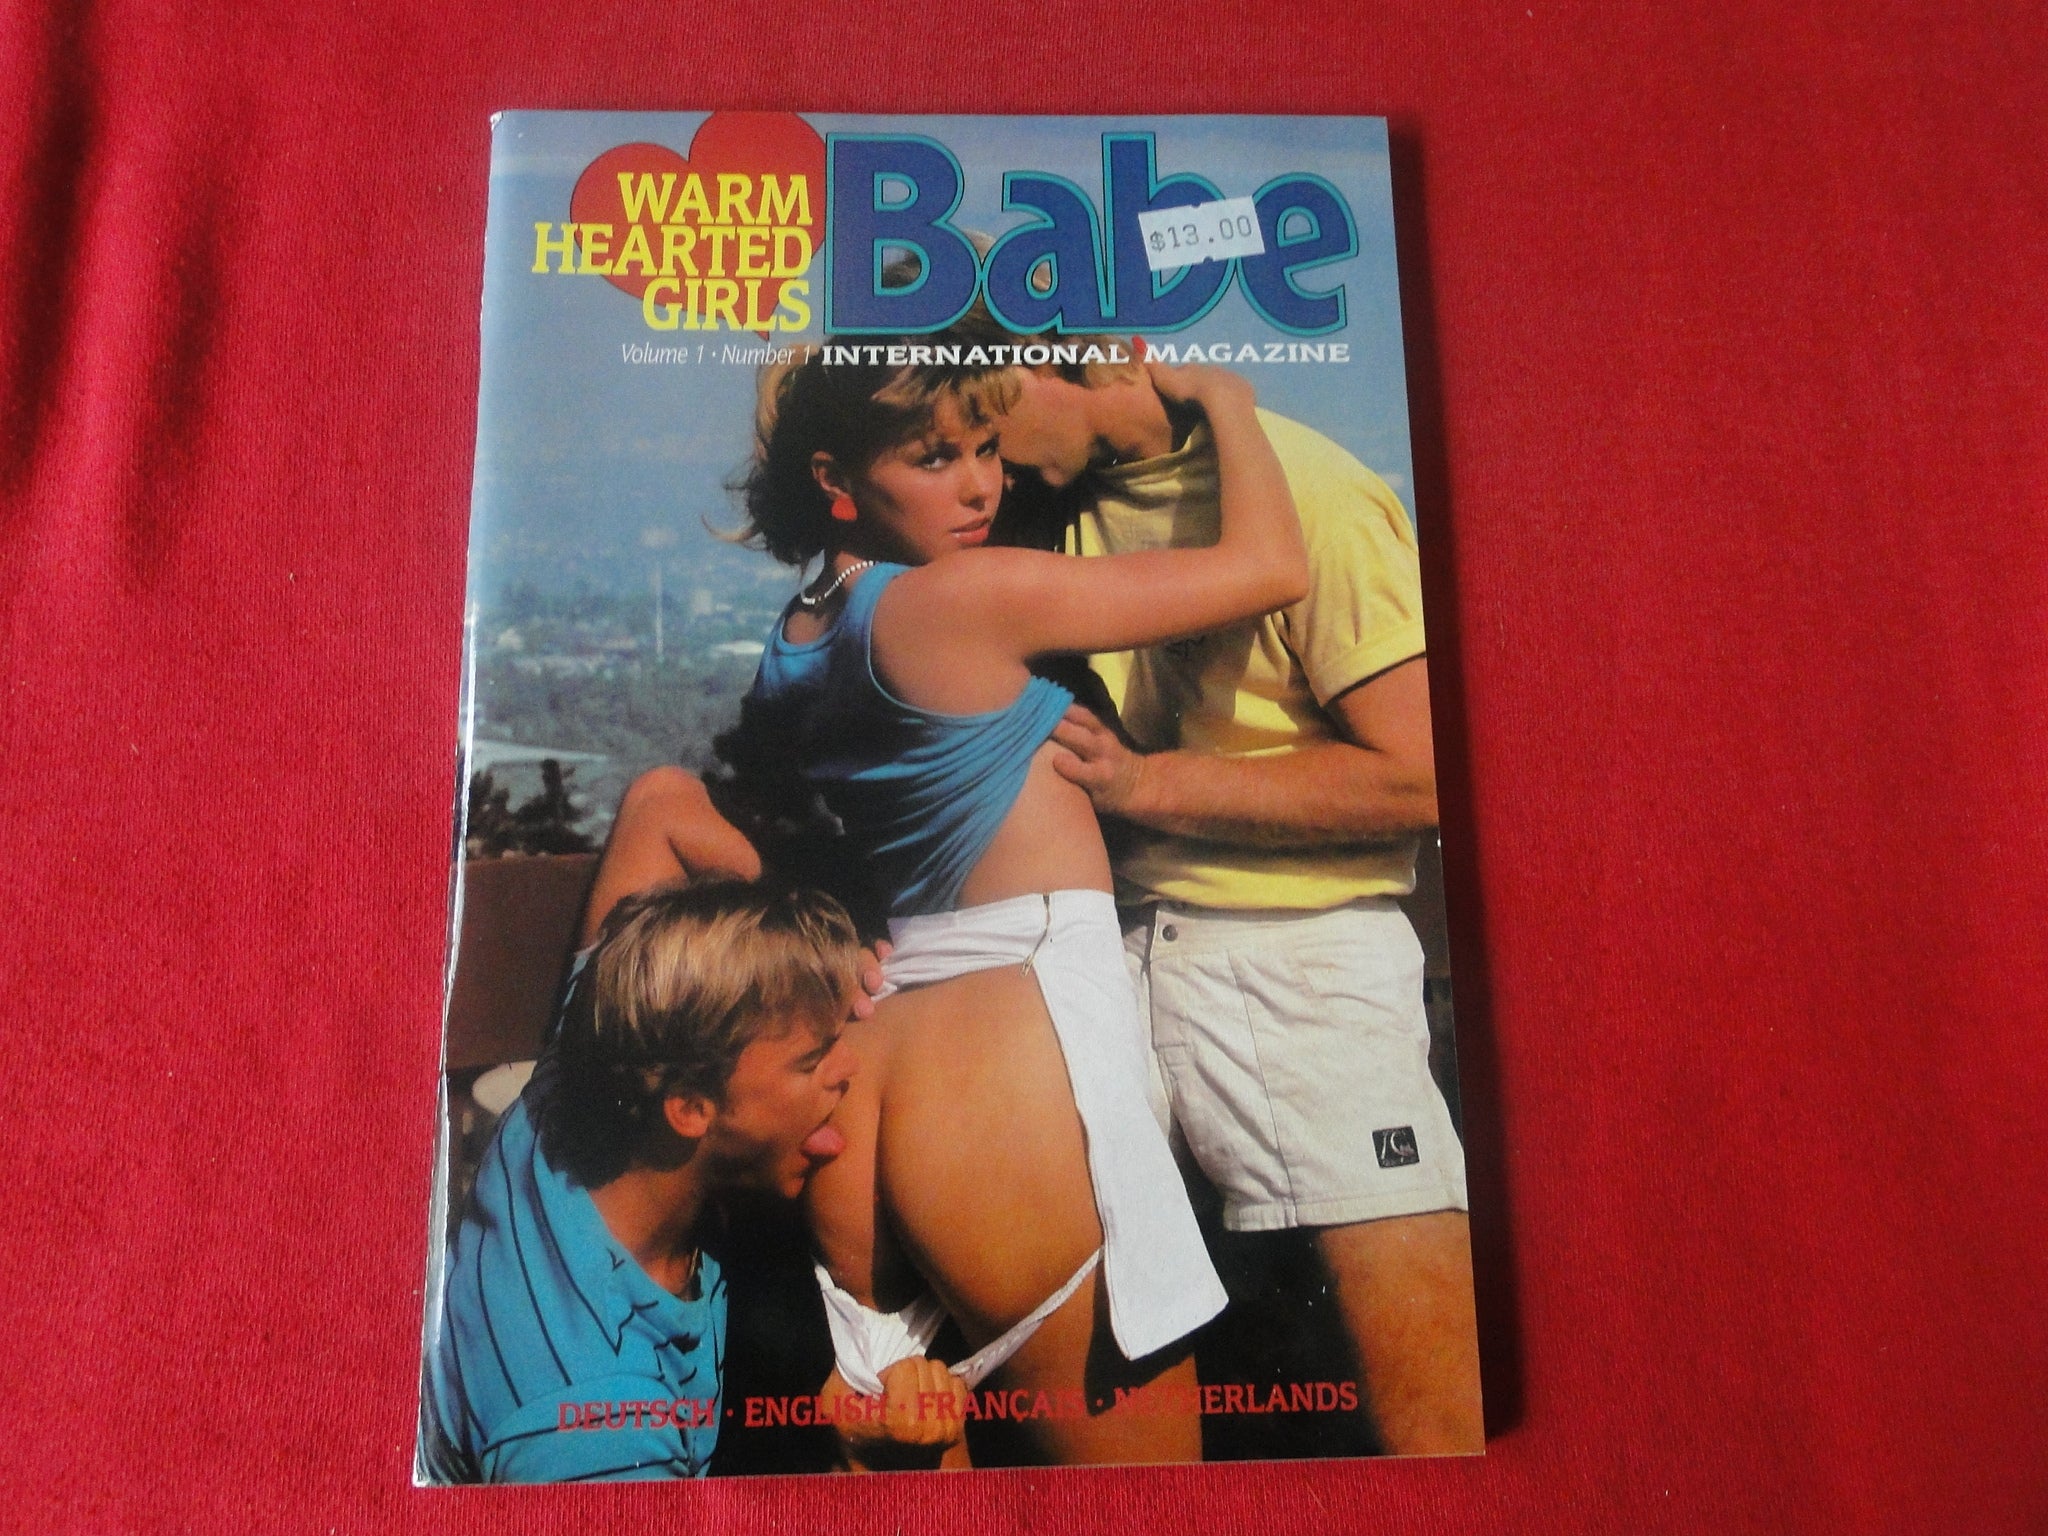 WARM
HEARTED
GIRLS
Babe
$13.00
Volume 1 · Number 1
INTERNATIONAL MAGAZINE
DEUTSCH · ENGLISH · FRANÇAIS · NETHERLANDS